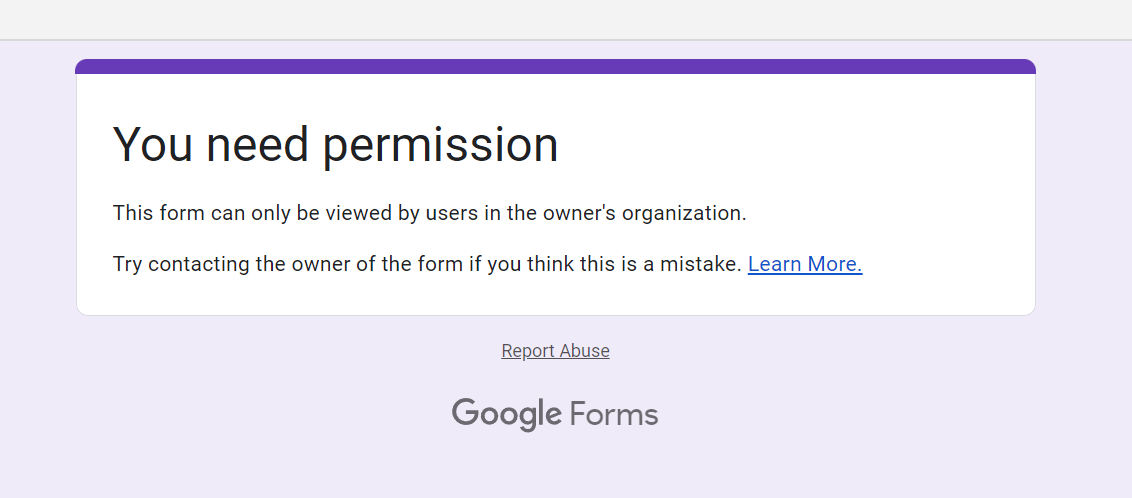 You need permission
This form can only be viewed by users in the owner's organization.
Try contacting the owner of the form if you think this is a mistake. Learn More.
Report Abuse
Google Forms